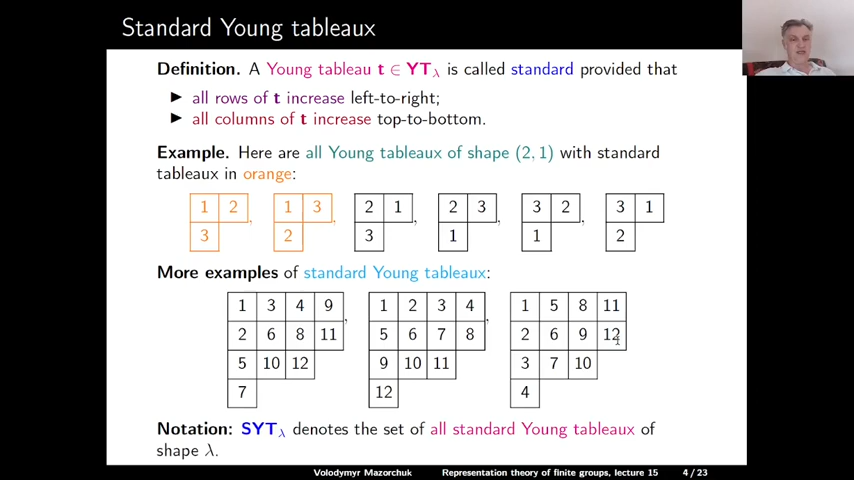 Standard Young tableaux
Definition. A Young tableau t ∈ YT_λ is called standard provided that
▶ all rows of t increase left-to-right;
▶ all columns of t increase top-to-bottom.
Example. Here are all Young tableaux of shape (2, 1) with standard
tableaux in orange:
1 2 , 1 3 , 2 1 , 2 3 , 3 2 , 3 1
3 2 3 1 1 2
More examples of standard Young tableaux:
1 3 4 9 , 1 2 3 4 , 1 5 8 11
2 6 8 11 5 6 7 8 2 6 9 12
5 10 12 9 10 11 3 7 10
7 12 4
Notation: SYT_λ denotes the set of all standard Young tableaux of
shape λ.
Volodymyr Mazorchuk Representation theory of finite groups, lecture 15 4 / 23